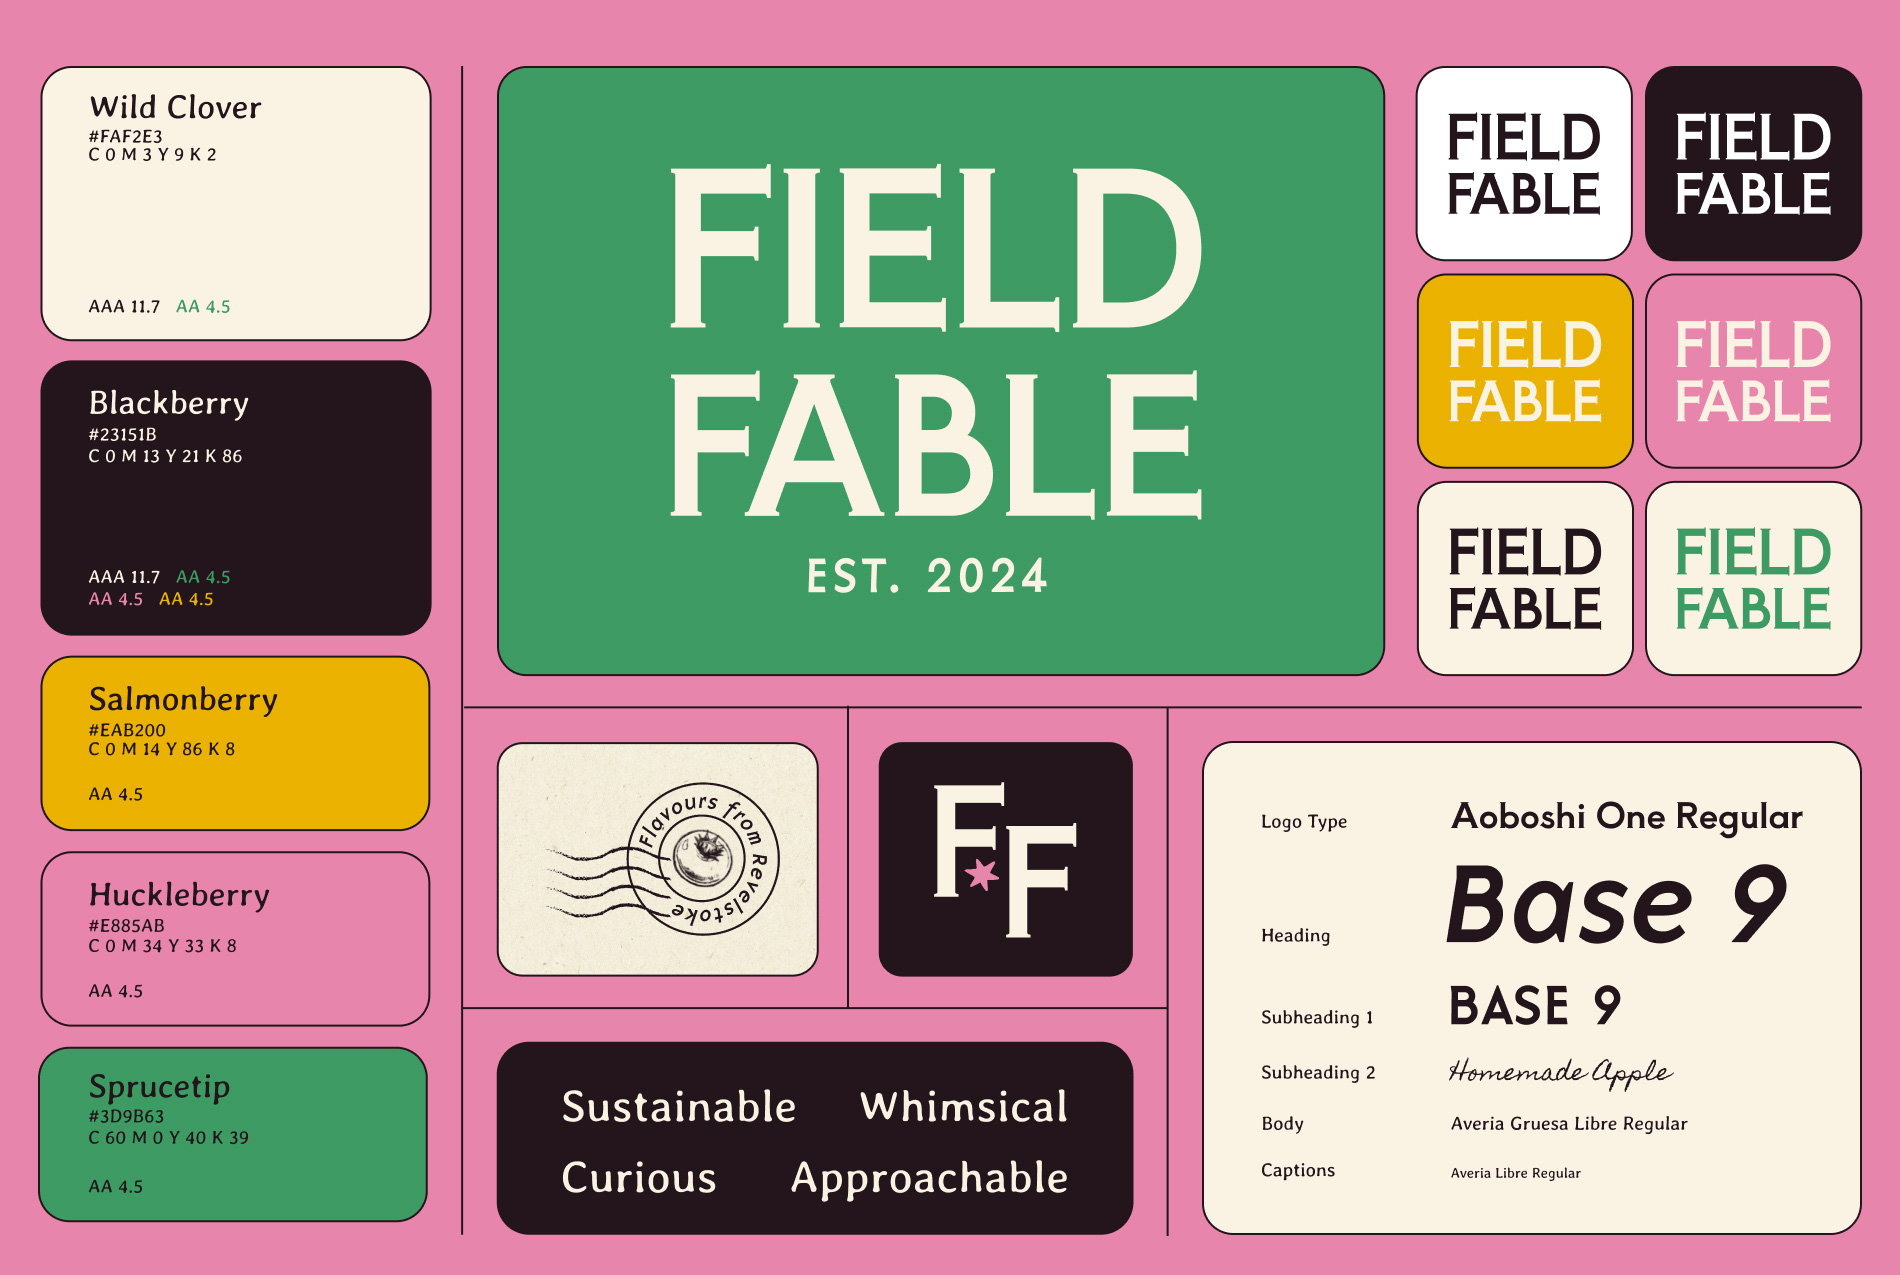 Wild Clover
#FAF2E3
C 0 M 3 Y 9 K 2
AAA 11.7 AA 4.5
Blackberry
#23151B
C 0 M 13 Y 21 K 86
AAA 11.7 AA 4.5
AA 4.5 AA 4.5
Salmonberry
#EAB200
C 0 M 14 Y 86 K 8
AA 4.5
Huckleberry
#E885AB
C 0 M 34 Y 33 K 8
AA 4.5
Sprucetip
#3D9B63
C 60 M 0 Y 40 K 39
AA 4.5
FIELD
FABLE
EST. 2024
FIELD
FABLE
FIELD
FABLE
FIELD
FABLE
FIELD
FABLE
FIELD
FABLE
FIELD
FABLE
Flavours from Revelstoke
F F
Sustainable Whimsical
Curious Approachable
Logo Type Aoboshi One Regular
Heading Base 9
Subheading 1 BASE 9
Subheading 2 Homemade Apple
Body Averia Gruesa Libre Regular
Captions Averia Libre Regular